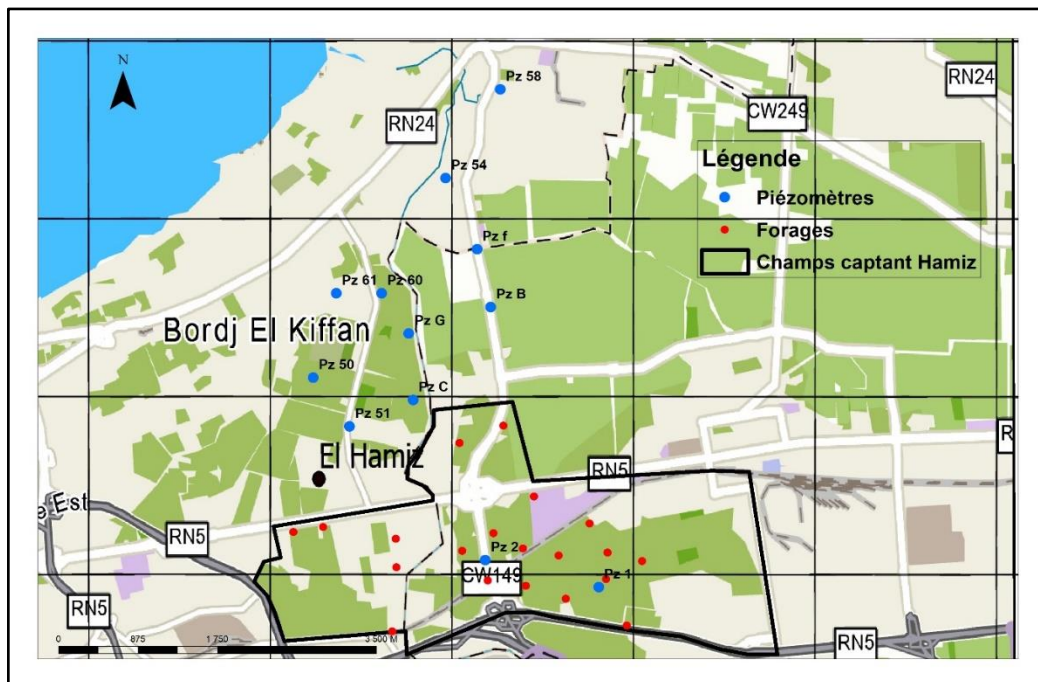 N
Pz 58
RN24
RN24
CW249
Légende
Piézomètres
Forages
Champs captant Hamiz
Pz 54
Pz f
Pz 61
Pz 60
Pz B
Bordj El Kiffan
Pz G
Pz 50
Pz C
Pz 51
El Hamiz
RN5
R
e Est
RN5
Pz 2
CW149
Pz 1
RN5
RN5
0 875 1 750 3 500 M